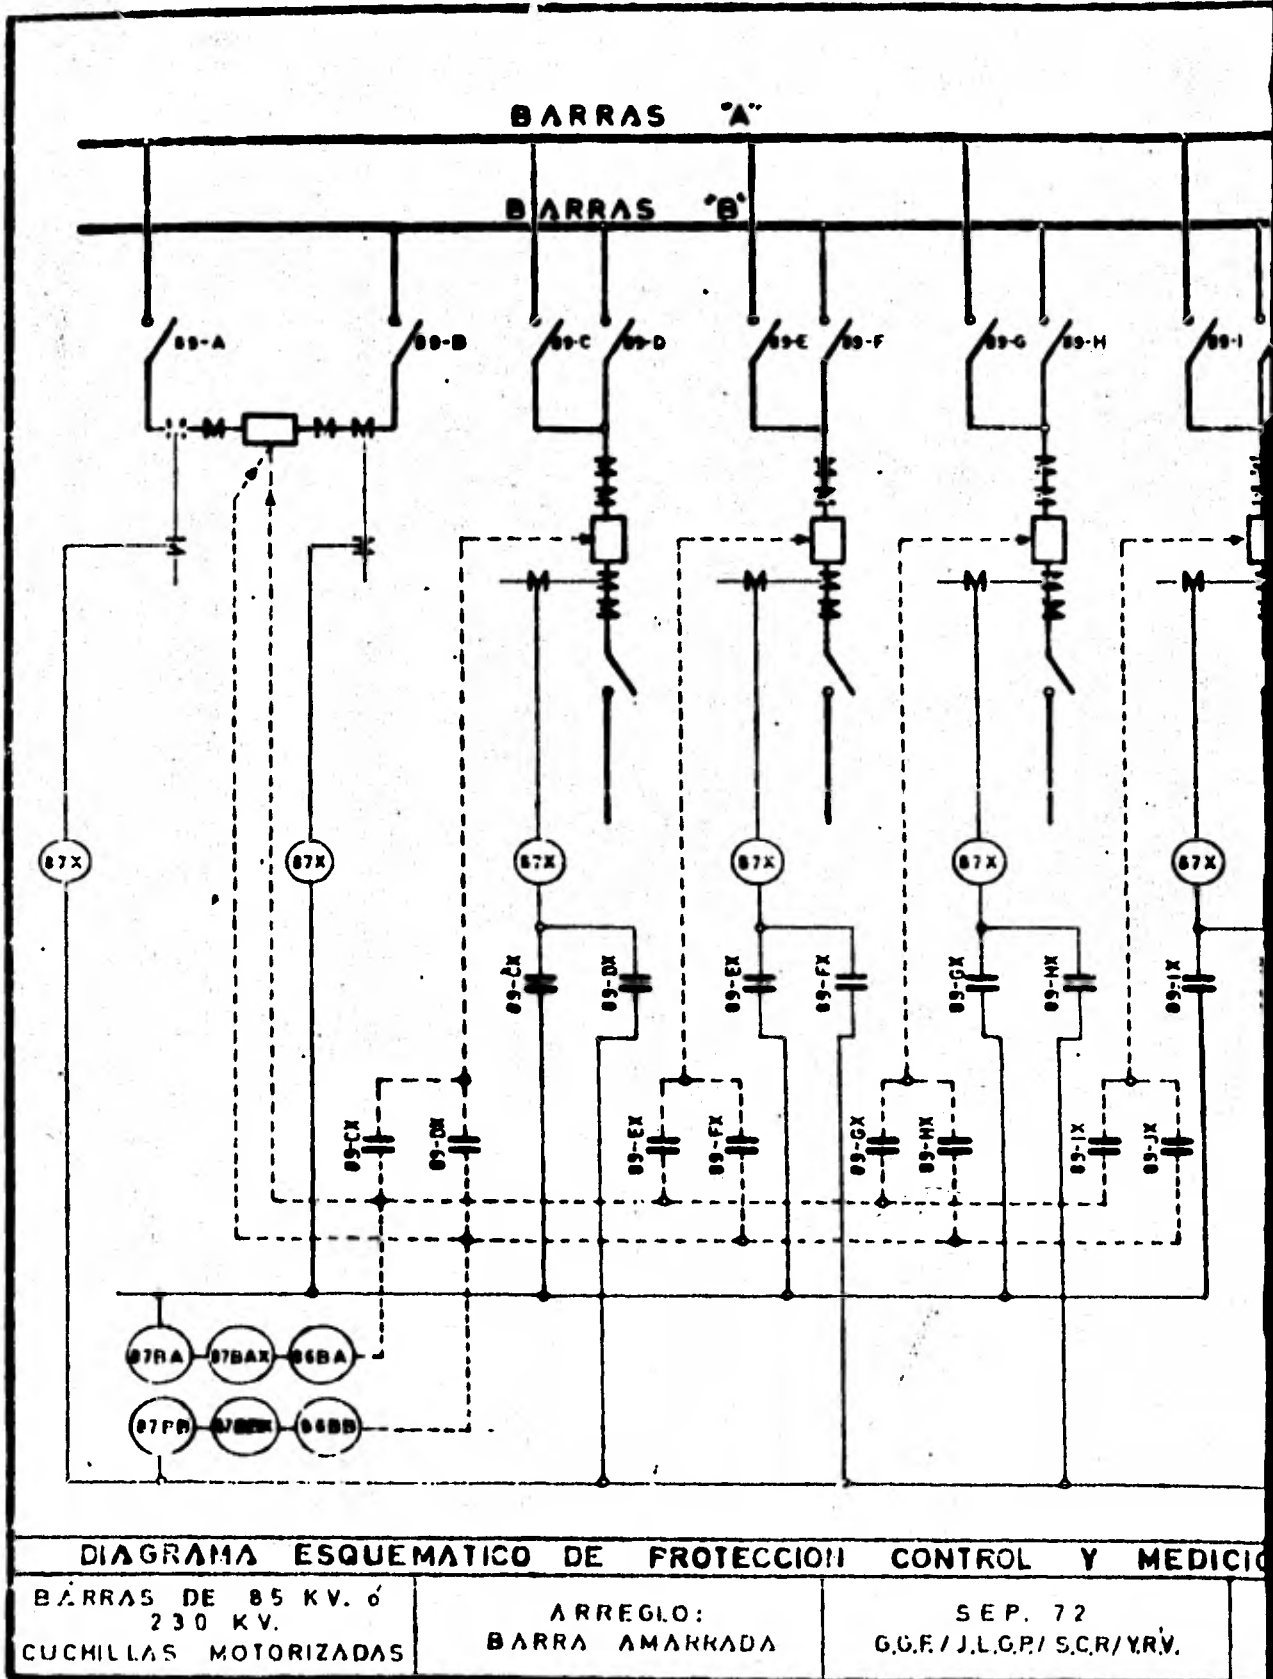 BARRAS "A"
BARRAS "B"
89-A
89-B
89-C
89-D
89-E
89-F
89-G
89-H
89-I
87X
87X
87X
87X
87X
87X
89-CX
89-DX
89-EX
89-FX
89-GX
89-HX
89-IX
89-CX
89-DX
89-EX
89-FX
89-GX
89-HX
89-IX
89-JX
87BA 87BAX 86BA
87BB 87BBX 86BB
DIAGRAMA ESQUEMATICO DE PROTECCION CONTROL Y MEDICIO
BARRAS DE 85 KV. ó
230 KV.
CUCHILLAS MOTORIZADAS
ARREGLO:
BARRA AMARRADA
SEP. 72
G.G.F./J.L.G.P./S.C.R/Y.R.V.